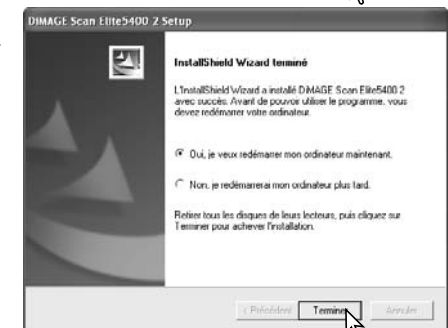 DiMAGE Scan Elite5400 2 Setup
InstallShield Wizard terminé
L'InstallShield Wizard a installé DiMAGE Scan Elite5400 2
avec succès. Avant de pouvoir utiliser le programme, vous
devez redémarrer votre ordinateur.
Oui, je veux redémarrer mon ordinateur maintenant.
Non, je redémarrerai mon ordinateur plus tard.
Retirer tous les disques de leurs lecteurs, puis cliquez sur
Terminer pour achever l'installation.
< Précédent Terminer Annuler